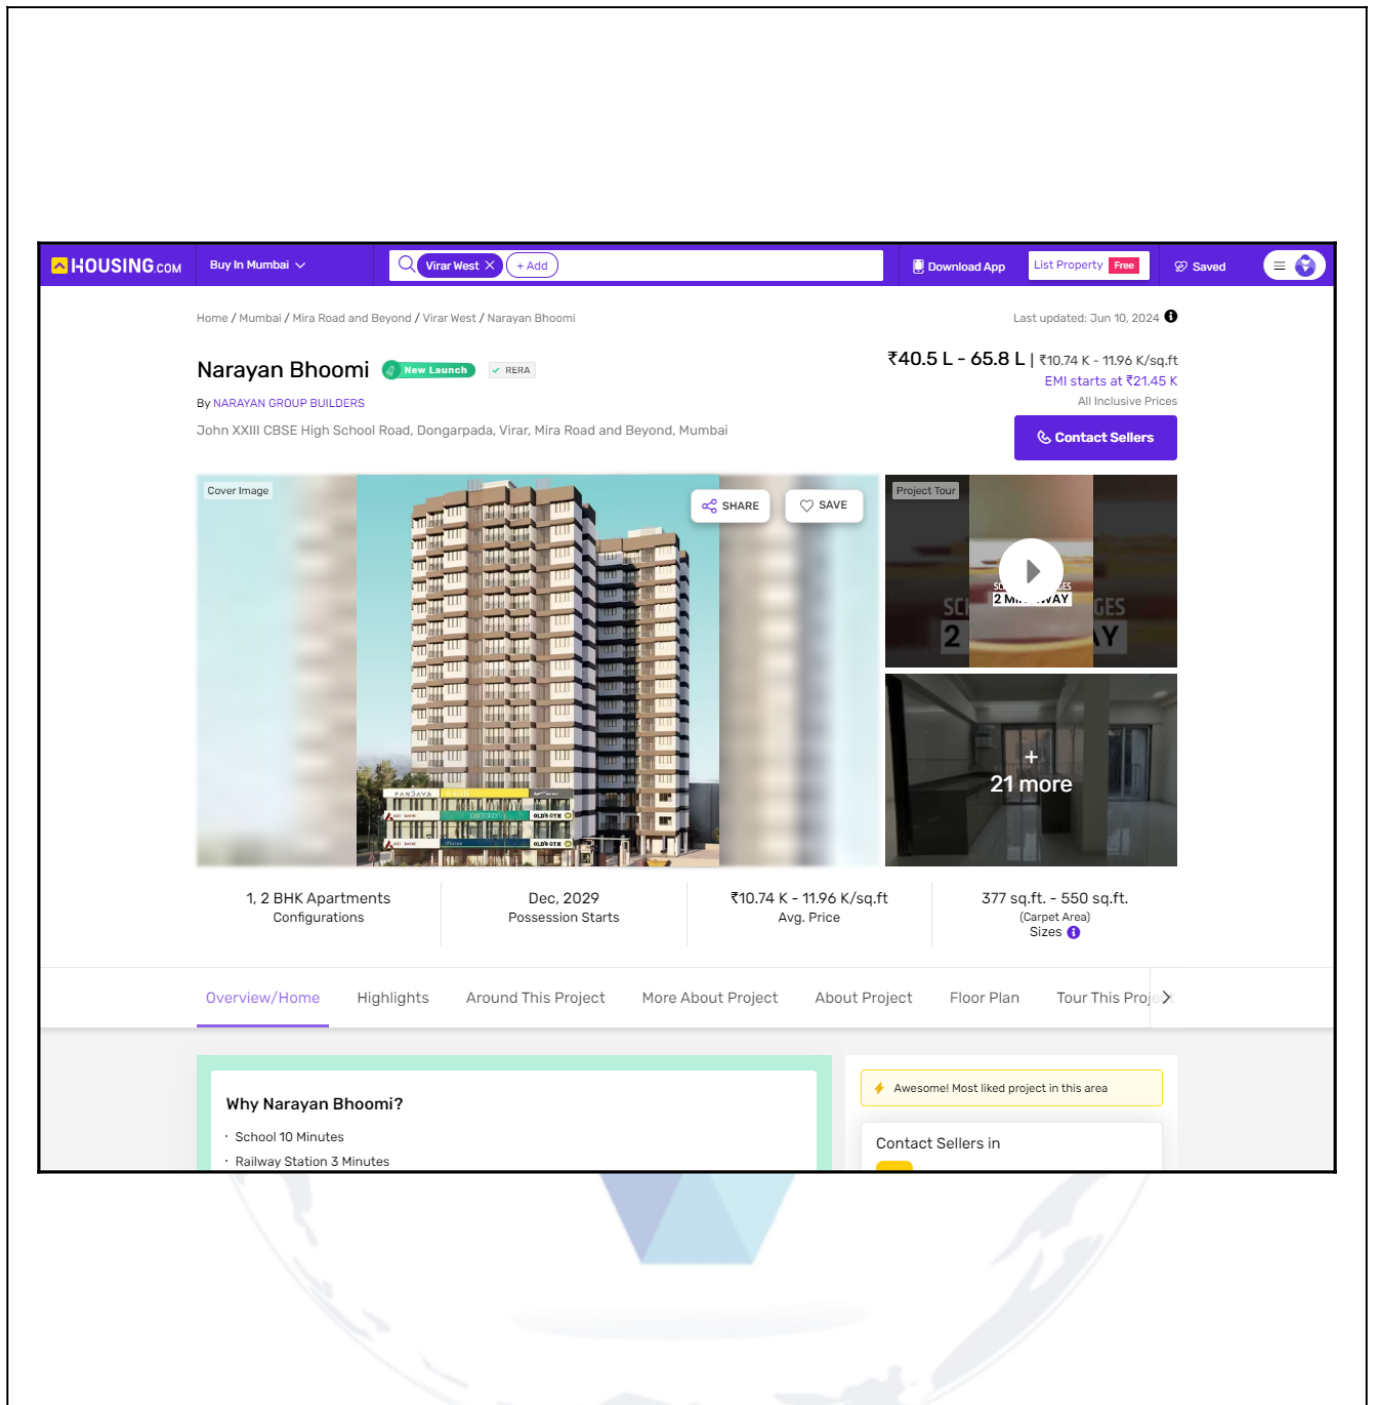 HOUSING.COM
Buy In Mumbai
Virar West
+ Add
Download App
List Property Free
Saved
Home / Mumbai / Mira Road and Beyond / Virar West / Narayan Bhoomi
Last updated: Jun 10, 2024
Narayan Bhoomi
New Launch
RERA
₹40.5 L - 65.8 L | ₹10.74 K - 11.96 K/sq.ft
EMI starts at ₹21.45 K
By NARAYAN GROUP BUILDERS
All Inclusive Prices
John XXIII CBSE High School Road, Dongarpada, Virar, Mira Road and Beyond, Mumbai
Contact Sellers
Cover Image
SHARE
SAVE
Project Tour
+
21 more
1, 2 BHK Apartments
Configurations
Dec, 2029
Possession Starts
₹10.74 K - 11.96 K/sq.ft
Avg. Price
377 sq.ft. - 550 sq.ft.
(Carpet Area)
Sizes
Overview/Home
Highlights
Around This Project
More About Project
About Project
Floor Plan
Tour This
Why Narayan Bhoomi?
· School 10 Minutes
· Railway Station 3 Minutes
Awesome! Most liked project in this area
Contact Sellers in